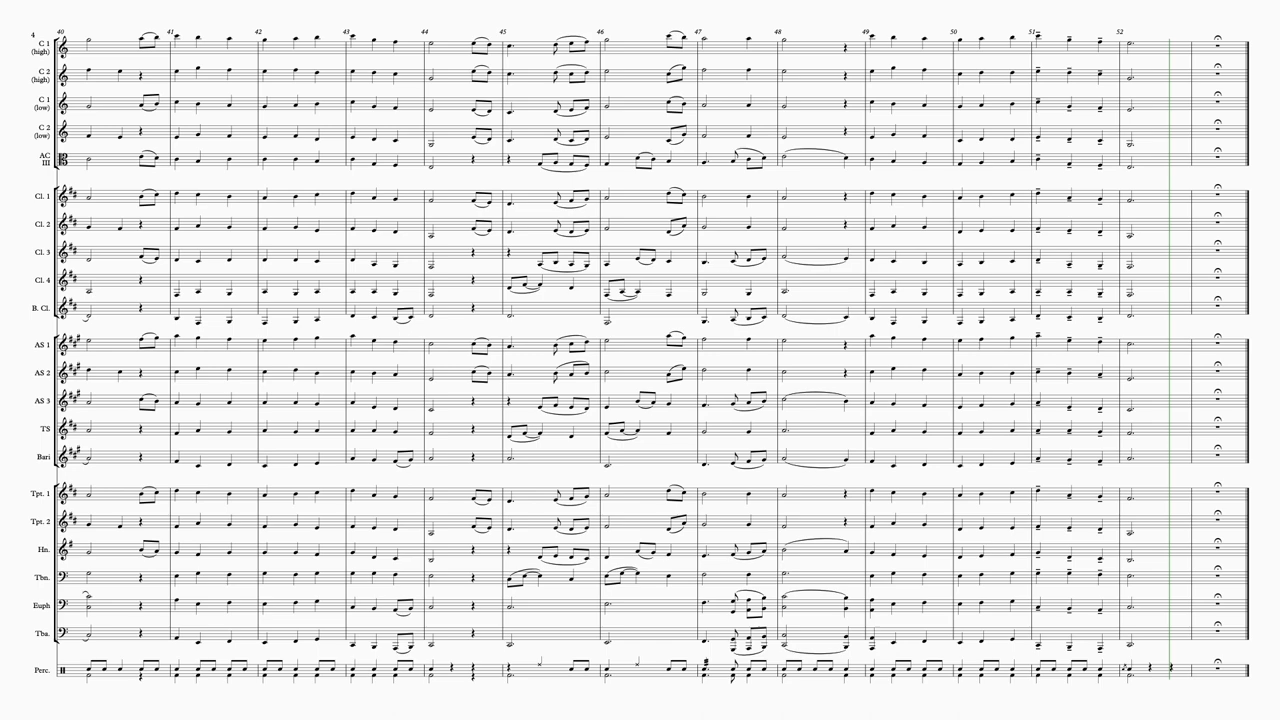 4
40 41 42 43 44 45 46 47 48 49 50 51 52
C 1
(high)
C 2
(high)
C 1
(low)
C 2
(low)
AC
III
Cl. 1
Cl. 2
Cl. 3
Cl. 4
B. Cl.
AS 1
AS 2
AS 3
TS
Bari
Tpt. 1
Tpt. 2
Hn.
Tbn.
Euph
Tba.
Perc.